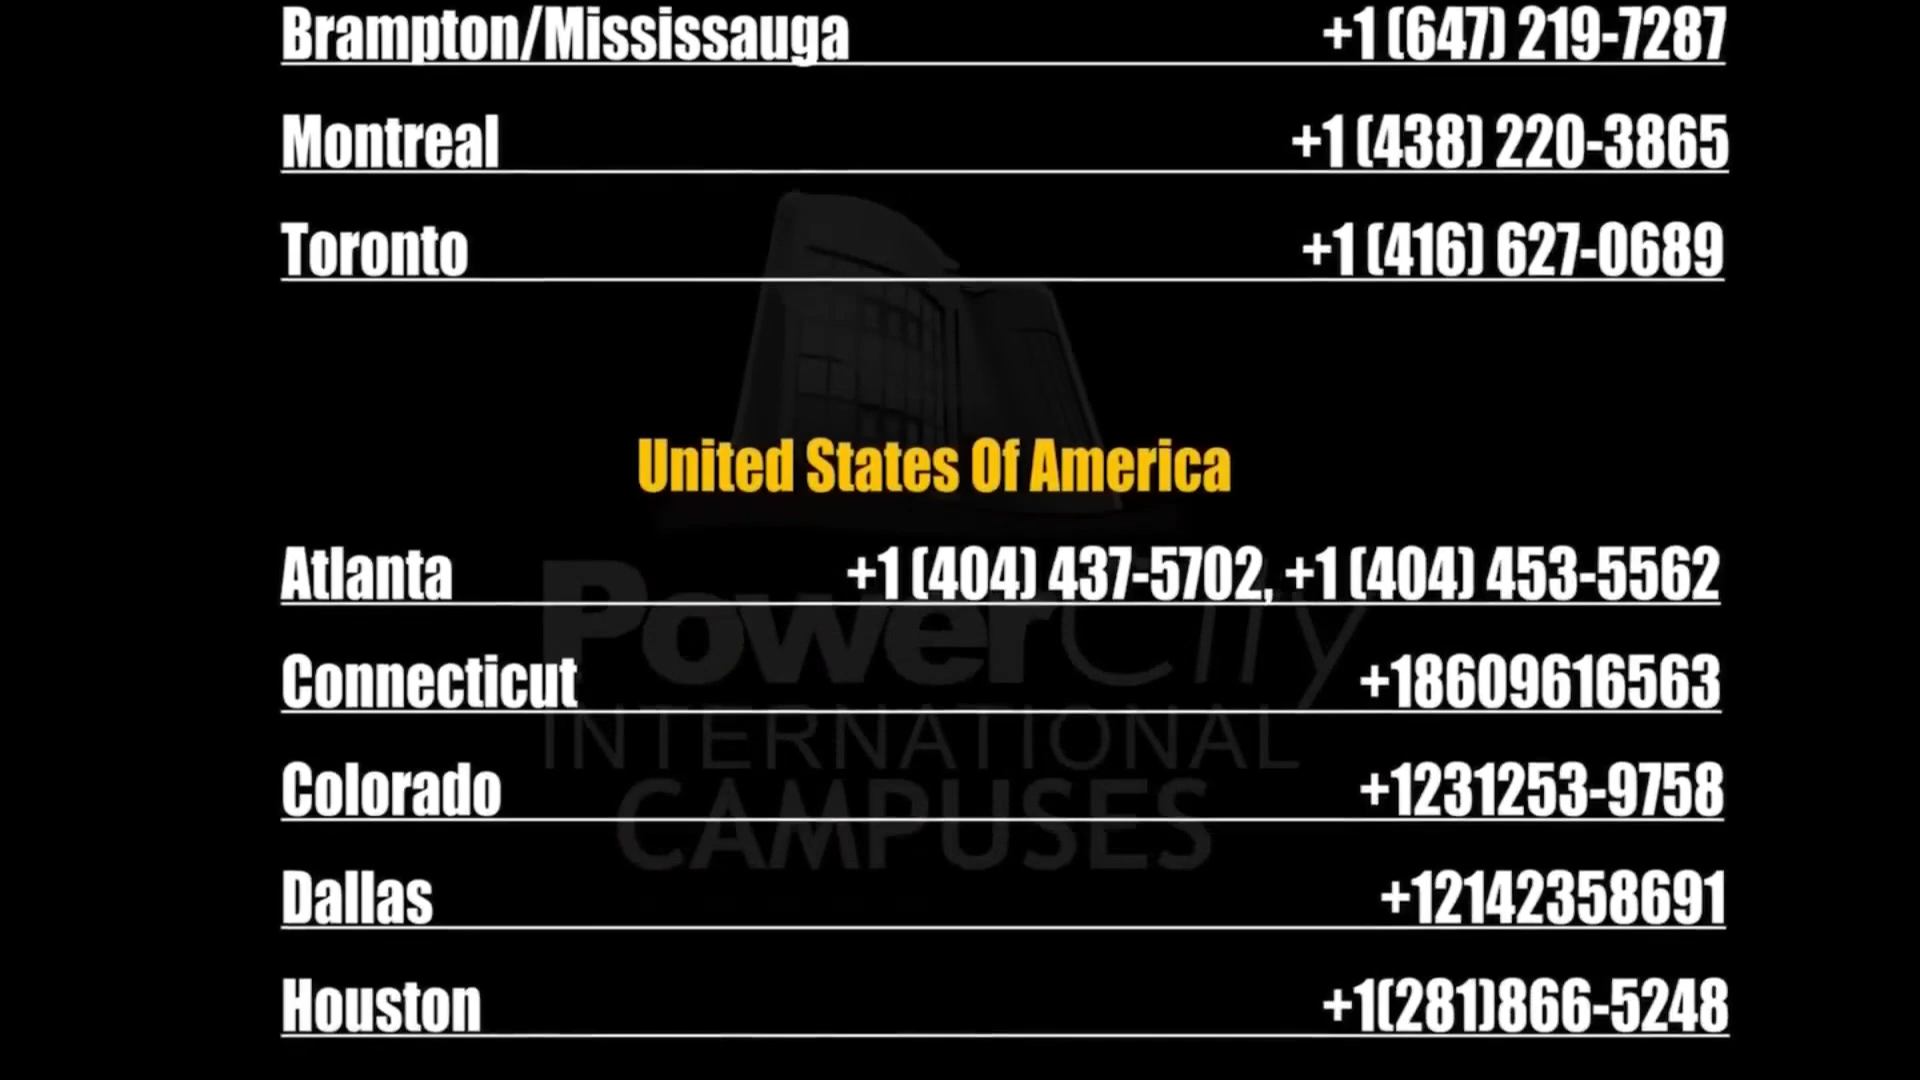 Brampton/Mississauga +1 (647) 219-7287
Montreal +1 (438) 220-3865
Toronto +1 (416) 627-0689
United States Of America
Atlanta +1 (404) 437-5702, +1 (404) 453-5562
PowerCity
Connecticut +18609616563
INTERNATIONAL
Colorado +1231253-9758
CAMPUSES
Dallas +12142358691
Houston +1(281)866-5248